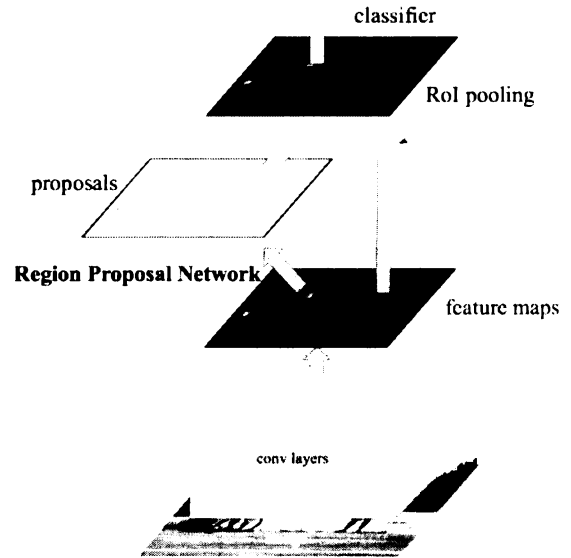 classifier
RoI pooling
proposals
Region Proposal Network
feature maps
conv layers